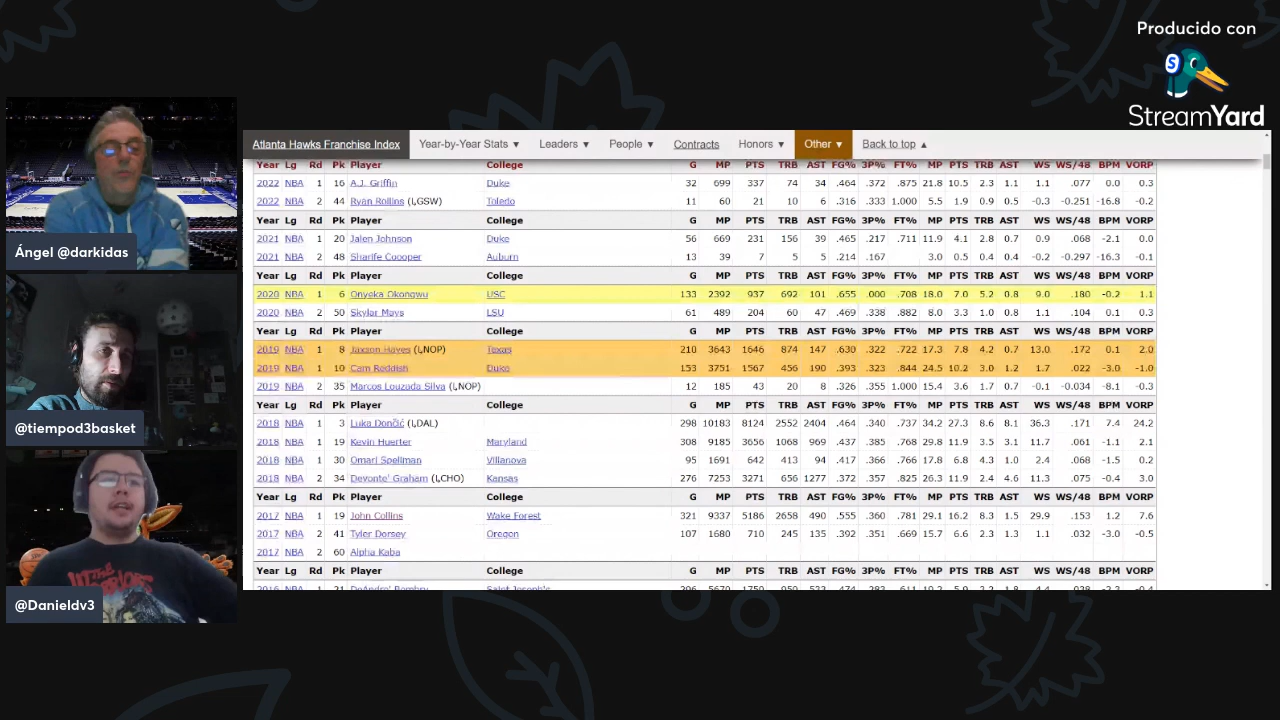 Producido con
StreamYard
Atlanta Hawks Franchise Index Year-by-Year Stats ▼ Leaders ▼ People ▼ Contracts Honors ▼ Other ▼ Back to top ▲
Year Lg Rd Pk Player College G MP PTS TRB AST FG% 3P% FT% MP PTS TRB AST WS WS/48 BPM VORP
2022 NBA 1 16 A.J. Griffin Duke 32 699 337 74 34 .464 .372 .875 21.8 10.5 2.3 1.1 1.1 .077 0.0 0.3
2022 NBA 2 44 Ryan Rollins (GSW) Toledo 11 60 21 10 6 .316 .333 1.000 5.5 1.9 0.9 0.5 -0.3 -0.251 -16.8 -0.2
Year Lg Rd Pk Player College G MP PTS TRB AST FG% 3P% FT% MP PTS TRB AST WS WS/48 BPM VORP
2021 NBA 1 20 Jalen Johnson Duke 56 669 231 156 39 .465 .217 .711 11.9 4.1 2.8 0.7 0.9 .068 -2.1 0.0
2021 NBA 2 48 Sharife Coooper Auburn 13 39 7 5 5 .214 .167 3.0 0.5 0.4 0.4 -0.2 -0.297 -16.3 -0.1
Year Lg Rd Pk Player College G MP PTS TRB AST FG% 3P% FT% MP PTS TRB AST WS WS/48 BPM VORP
2020 NBA 1 6 Onyeka Okongwu USC 133 2392 937 692 101 .655 .000 .708 18.0 7.0 5.2 0.8 9.0 .180 -0.2 1.1
2020 NBA 2 50 Skylar Mays LSU 61 489 204 60 47 .469 .338 .882 8.0 3.3 1.0 0.8 1.1 .104 0.1 0.3
Year Lg Rd Pk Player College G MP PTS TRB AST FG% 3P% FT% MP PTS TRB AST WS WS/48 BPM VORP
2019 NBA 1 8 Jaxson Hayes (NOP) Texas 210 3643 1646 874 147 .630 .322 .722 17.3 7.8 4.2 0.7 13.0 .172 0.1 2.0
2019 NBA 1 10 Cam Reddish Duke 153 3751 1567 456 190 .393 .323 .844 24.5 10.2 3.0 1.2 1.7 .022 -3.0 -1.0
2019 NBA 2 35 Marcos Louzada Silva (NOP) 12 185 43 20 8 .326 .355 1.000 15.4 3.6 1.7 0.7 -0.1 -0.034 -8.1 -0.3
Year Lg Rd Pk Player College G MP PTS TRB AST FG% 3P% FT% MP PTS TRB AST WS WS/48 BPM VORP
2018 NBA 1 3 Luka Dončić (DAL) 298 10183 8124 2552 2404 .464 .340 .737 34.2 27.3 8.6 8.1 36.3 .171 7.4 24.2
2018 NBA 1 19 Kevin Huerter Maryland 308 9185 3656 1068 969 .437 .385 .768 29.8 11.9 3.5 3.1 11.7 .061 -1.1 2.1
2018 NBA 1 30 Omari Spellman Villanova 95 1691 642 413 94 .417 .366 .766 17.8 6.8 4.3 1.0 2.4 .068 -1.5 0.2
2018 NBA 2 34 Devonte' Graham (CHO) Kansas 276 7253 3271 656 1277 .372 .357 .825 26.3 11.9 2.4 4.6 11.3 .075 -0.4 3.0
Year Lg Rd Pk Player College G MP PTS TRB AST FG% 3P% FT% MP PTS TRB AST WS WS/48 BPM VORP
2017 NBA 1 19 John Collins Wake Forest 321 9337 5186 2658 490 .555 .360 .781 29.1 16.2 8.3 1.5 29.9 .153 1.2 7.6
2017 NBA 2 41 Tyler Dorsey Oregon 107 1680 710 245 135 .392 .351 .669 15.7 6.6 2.3 1.3 1.1 .032 -3.0 -0.5
2017 NBA 2 60 Alpha Kaba
Year Lg Rd Pk Player College G MP PTS TRB AST FG% 3P% FT% MP PTS TRB AST WS WS/48 BPM VORP
Ángel @darkidas
@tiempod3basket
@Danieldv3